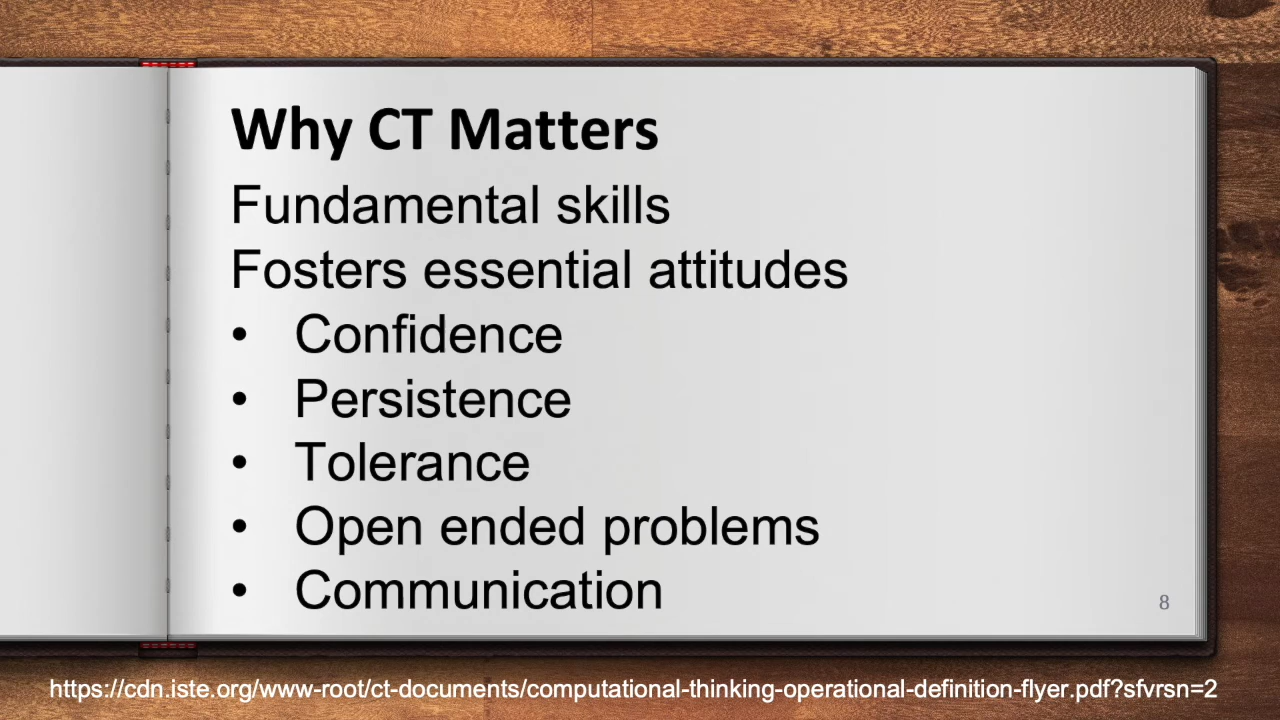 Why CT Matters
Fundamental skills
Fosters essential attitudes
• Confidence
• Persistence
• Tolerance
• Open ended problems
• Communication
8
https://cdn.iste.org/www-root/ct-documents/computational-thinking-operational-definition-flyer.pdf?sfvrsn=2